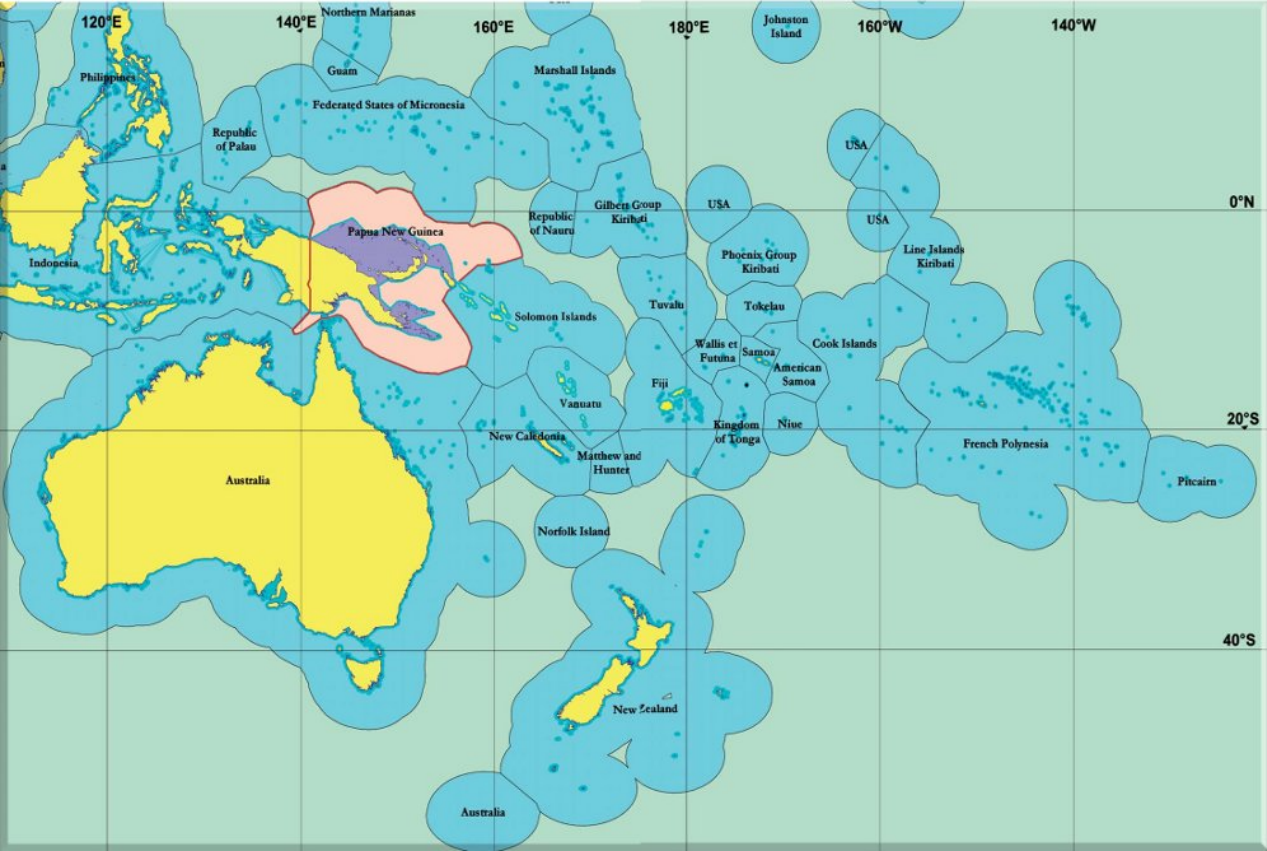 120°E
140°E
160°E
180°E
160°W
140°W
Northern Marianas
Johnston
Island
Guam
Philippines
Marshall Islands
Federated States of Micronesia
Republic
of Palau
USA
USA
USA
0°N
Republic
of Nauru
Gilbert Group
Kiribati
Papua New Guinea
Phoenix Group
Kiribati
Line Islands
Kiribati
Indonesia
Tuvalu
Tokelau
Solomon Islands
Wallis et
Futuna
Samoa
Cook Islands
American
Samoa
Fiji
Vanuatu
20°S
New Caledonia
Kingdom
of Tonga
Niue
French Polynesia
Matthew and
Hunter
Australia
Pitcairn
Norfolk Island
40°S
New Zealand
Australia